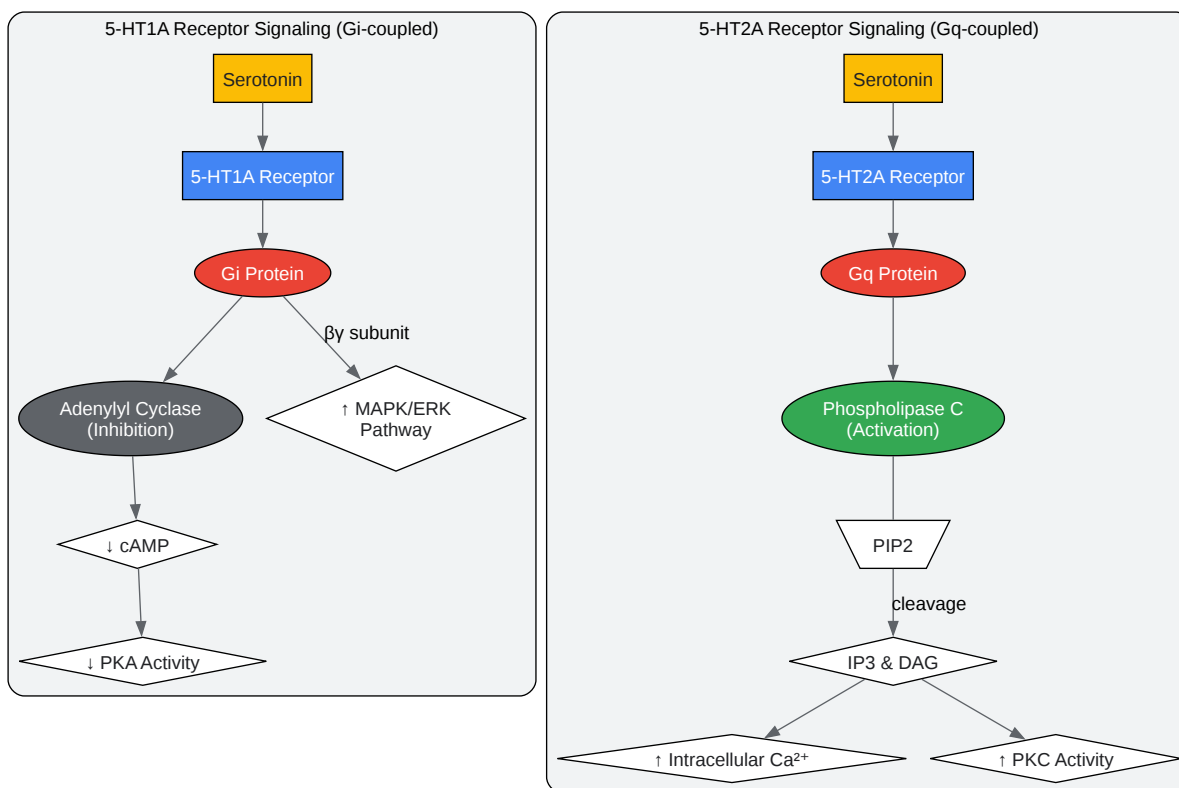 5-HT1A Receptor Signaling (Gi-coupled)
Serotonin
5-HT1A Receptor
Gi Protein
βγ subunit
Adenylyl Cyclase
(Inhibition)
↑ MAPK/ERK
Pathway
↓ cAMP
↓ PKA Activity
5-HT2A Receptor Signaling (Gq-coupled)
Serotonin
5-HT2A Receptor
Gq Protein
Phospholipase C
(Activation)
PIP2
cleavage
IP3 & DAG
↑ Intracellular Ca²⁺
↑ PKC Activity